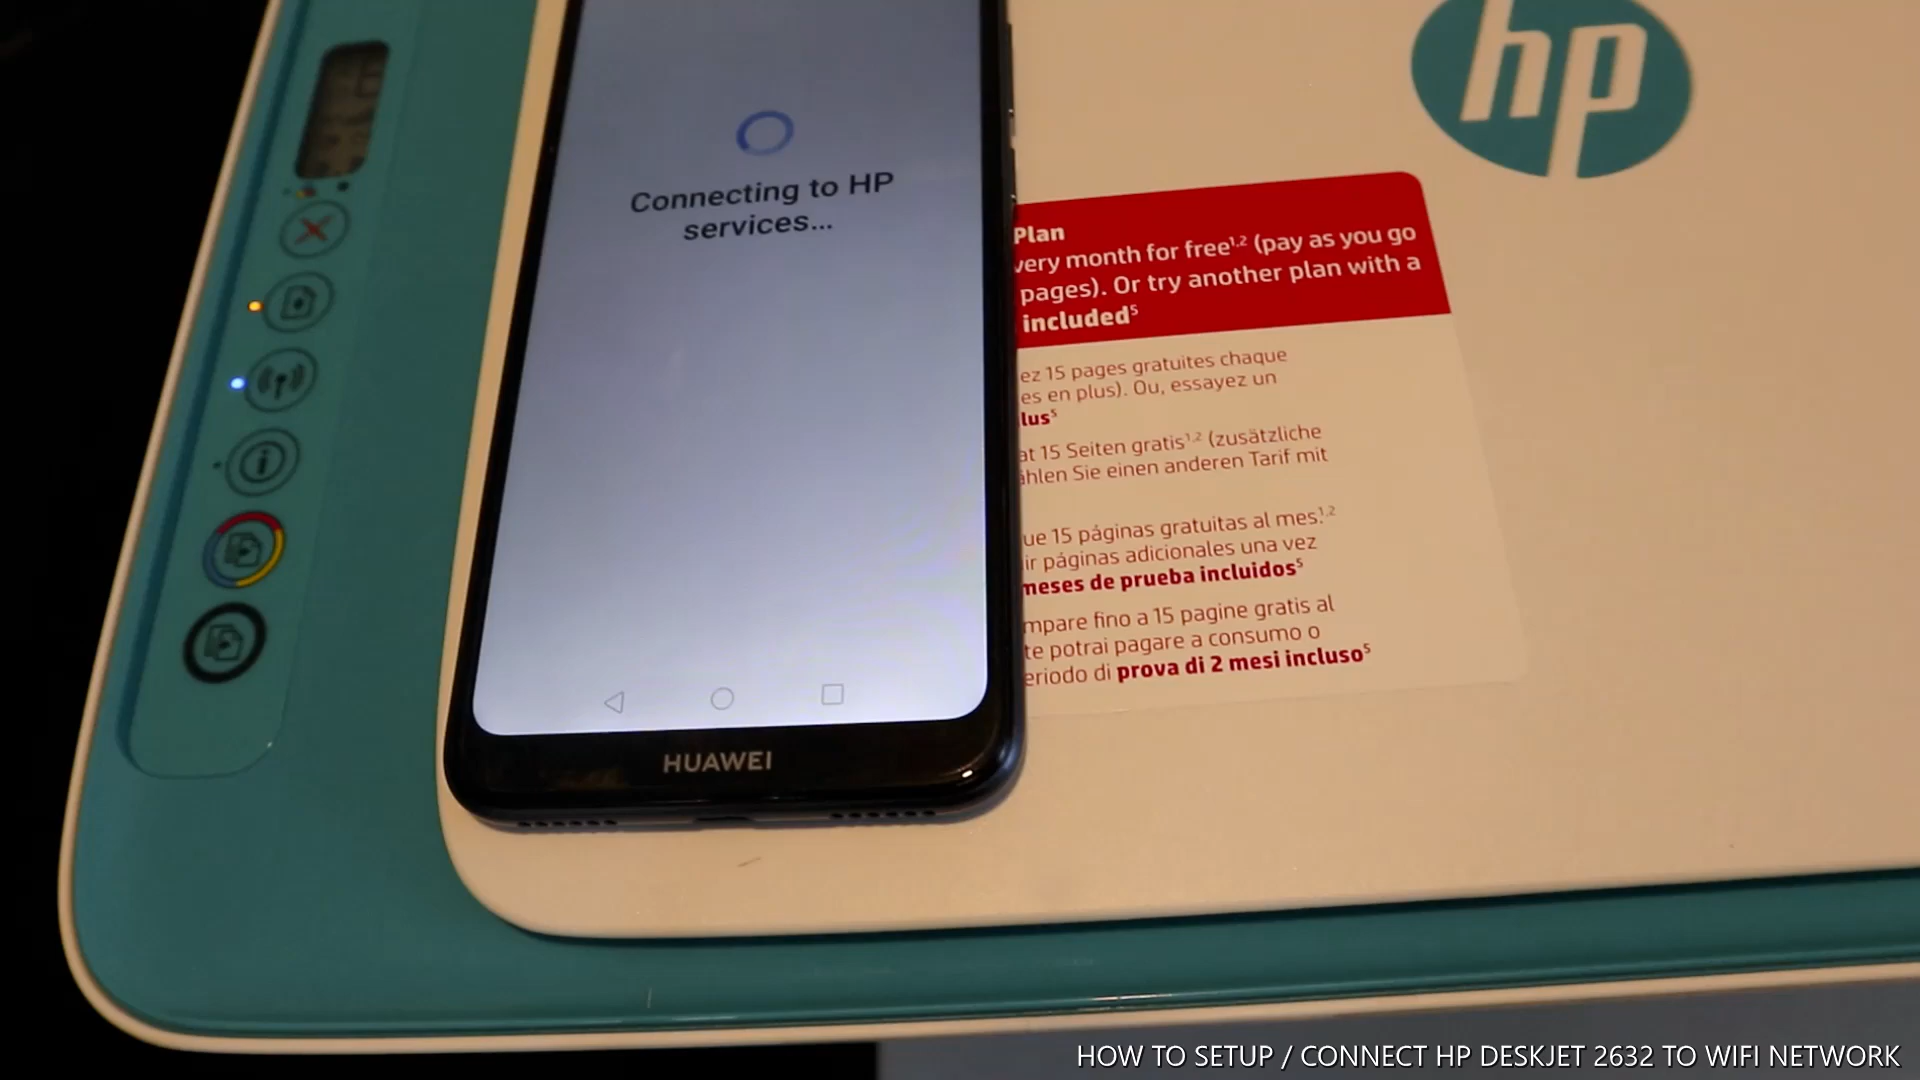 hp
Connecting to HP
services...
Plan
very month for free1,2 (pay as you go
pages). Or try another plan with a
included5
ez 15 pages gratuites chaque
es en plus). Ou, essayez un
lus5
at 15 Seiten gratis1,2 (zusätzliche
ählen Sie einen anderen Tarif mit
ue 15 páginas gratuitas al mes.1,2
ir páginas adicionales una vez
meses de prueba incluidos5
mpare fino a 15 pagine gratis al
te potrai pagare a consumo o
eriodo di prova di 2 mesi incluso5
HUAWEI
HOW TO SETUP / CONNECT HP DESKJET 2632 TO WIFI NETWORK